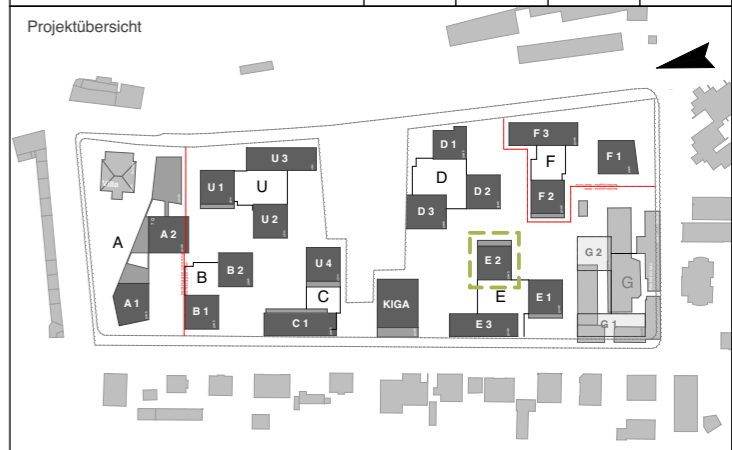 Projektübersicht
F 3
D 1
U 3
F
F 1
D
Villa
U 1
U
D 2
F 2
D 3
U 2
A
A 2
G 2
E 2
U 4
B 2
B
G
E
C
A 1
KIGA
E 1
B 1
C 1
E 3
G 1